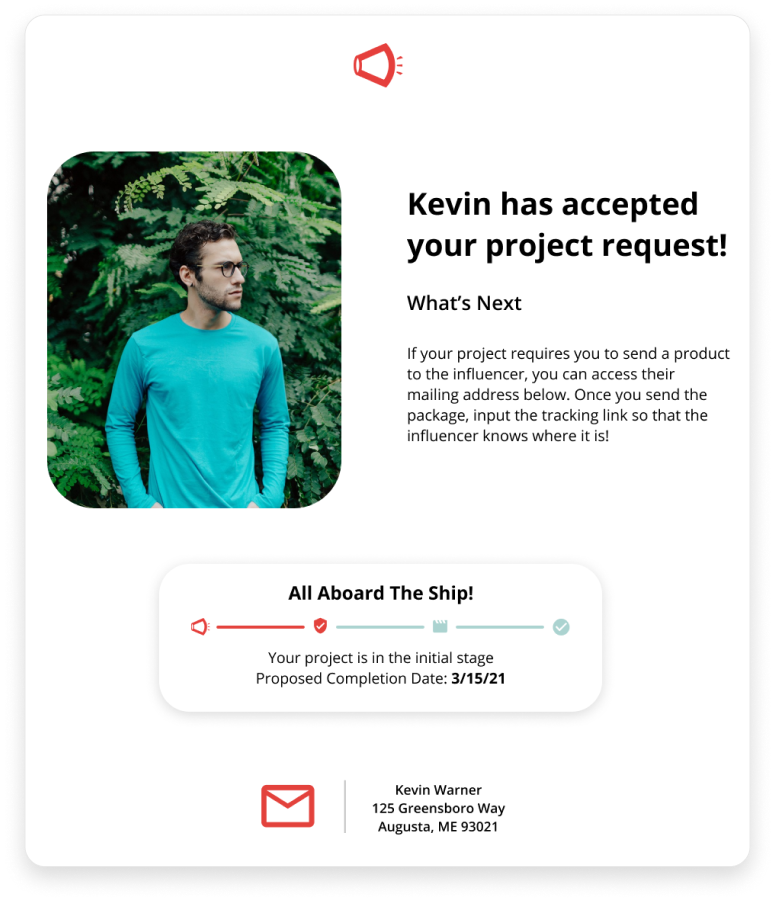 Kevin has accepted
your project request!
What’s Next
If your project requires you to send a product
to the influencer, you can access their
mailing address below. Once you send the
package, input the tracking link so that the
influencer knows where it is!
All Aboard The Ship!
Your project is in the initial stage
Proposed Completion Date: 3/15/21
Kevin Warner
125 Greensboro Way
Augusta, ME 93021